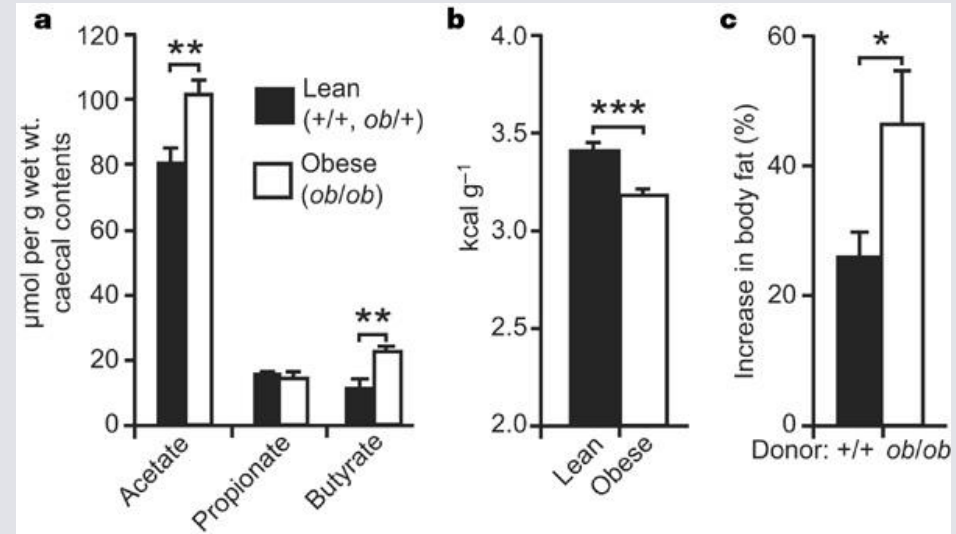 a
120
100
80
60
40
20
0
µmol per g wet wt.
caecal contents
**
**
Lean
(+/+, ob/+)
Obese
(ob/ob)
Acetate
Propionate
Butyrate
b
4.0
3.5
3.0
2.5
2.0
kcal g⁻¹
***
Lean
Obese
c
60
40
20
0
Increase in body fat (%)
*
Donor: +/+ ob/ob